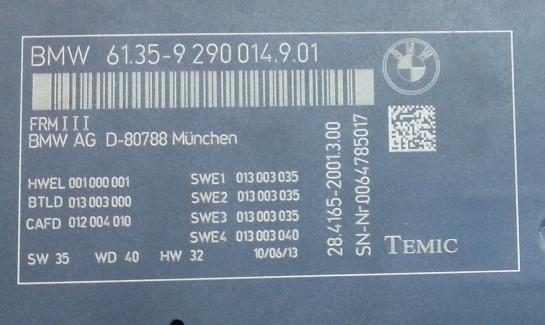 BMW 61.35-9 290 014.9.01
BMW
FRM III
BMW AG D-80788 München
HWEL 001 000 001
BTLD 013 003 000
CAFD 012 004 010
SWE1 013 003 035
SWE2 013 003 035
SWE3 013 003 035
SWE4 013 003 040
SW 35 WD 40 HW 32 10/06/13
28.4165-2001.3.00
SN-Nr 0064785017
TEMIC